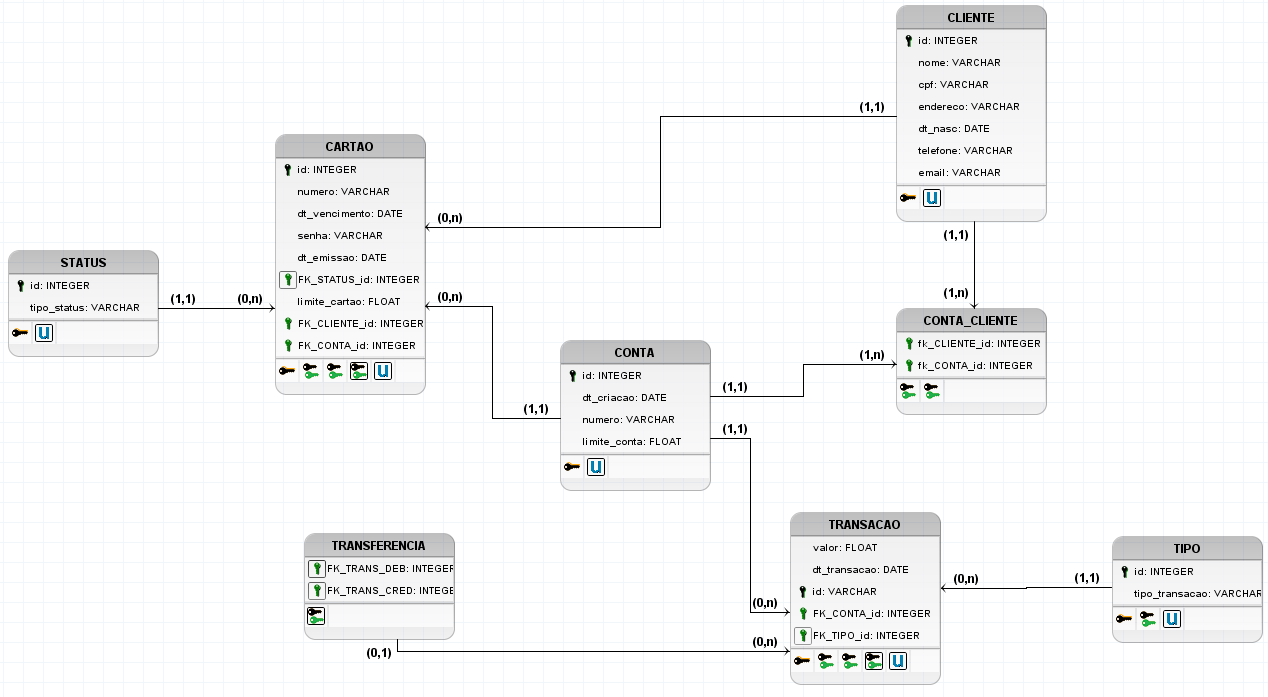 CLIENTE
id: INTEGER
nome: VARCHAR
cpf: VARCHAR
endereco: VARCHAR
dt_nasc: DATE
telefone: VARCHAR
email: VARCHAR
U
(1,1)
(1,1)
(1,n)
CARTAO
id: INTEGER
numero: VARCHAR
dt_vencimento: DATE
senha: VARCHAR
dt_emissao: DATE
FK_STATUS_id: INTEGER
limite_cartao: FLOAT
FK_CLIENTE_id: INTEGER
FK_CONTA_id: INTEGER
U
(0,n)
(0,n)
STATUS
id: INTEGER
tipo_status: VARCHAR
U
(1,1)
(0,n)
CONTA_CLIENTE
fk_CLIENTE_id: INTEGER
fk_CONTA_id: INTEGER
(1,n)
CONTA
id: INTEGER
dt_criacao: DATE
numero: VARCHAR
limite_conta: FLOAT
U
(1,1)
(1,1)
(1,1)
TRANSACAO
valor: FLOAT
dt_transacao: DATE
id: VARCHAR
FK_CONTA_id: INTEGER
FK_TIPO_id: INTEGER
U
(0,n)
(0,n)
(0,n)
TRANSFERENCIA
FK_TRANS_DEB: INTEGER
FK_TRANS_CRED: INTEGE
(0,1)
TIPO
id: INTEGER
tipo_transacao: VARCHAR
U
(1,1)